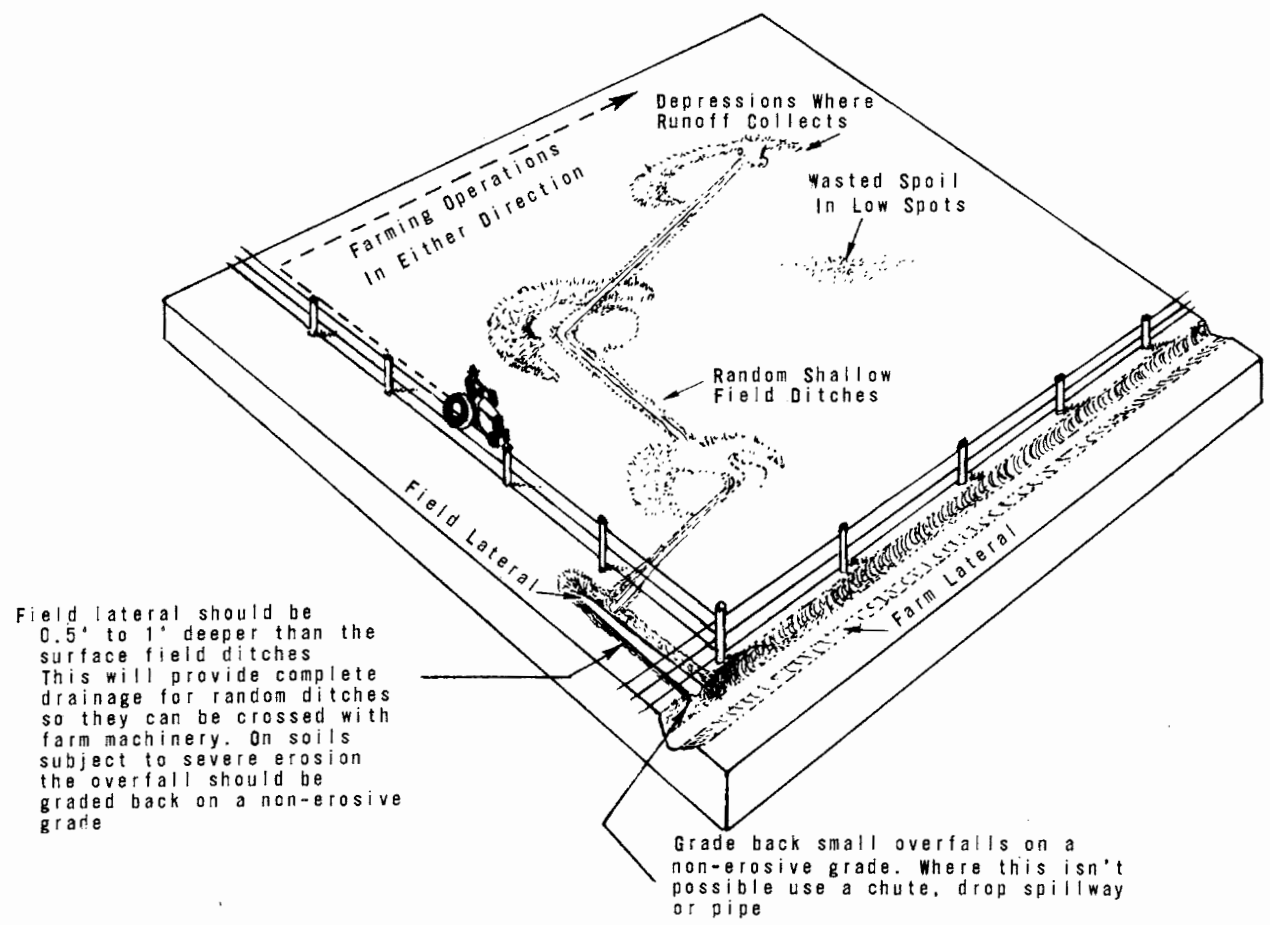 Depressions Where
Runoff Collects
Farming Operations
In Either Direction
Wasted Spoil
In Low Spots
Random Shallow
Field Ditches
Field Lateral
Farm Lateral
Field lateral should be
0.5' to 1' deeper than the
surface field ditches
This will provide complete
drainage for random ditches
so they can be crossed with
farm machinery. On soils
subject to severe erosion
the overfall should be
graded back on a non-erosive
grade
Grade back small overfalls on a
non-erosive grade. Where this isn't
possible use a chute, drop spillway
or pipe